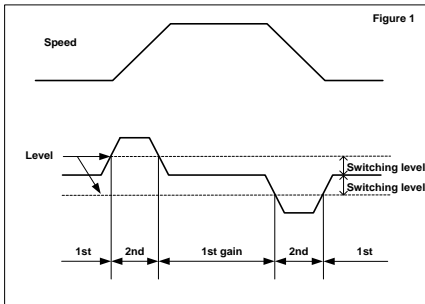 Figure 1
Speed
Level
Switching level
Switching level
1st 2nd 1st gain 2nd 1st